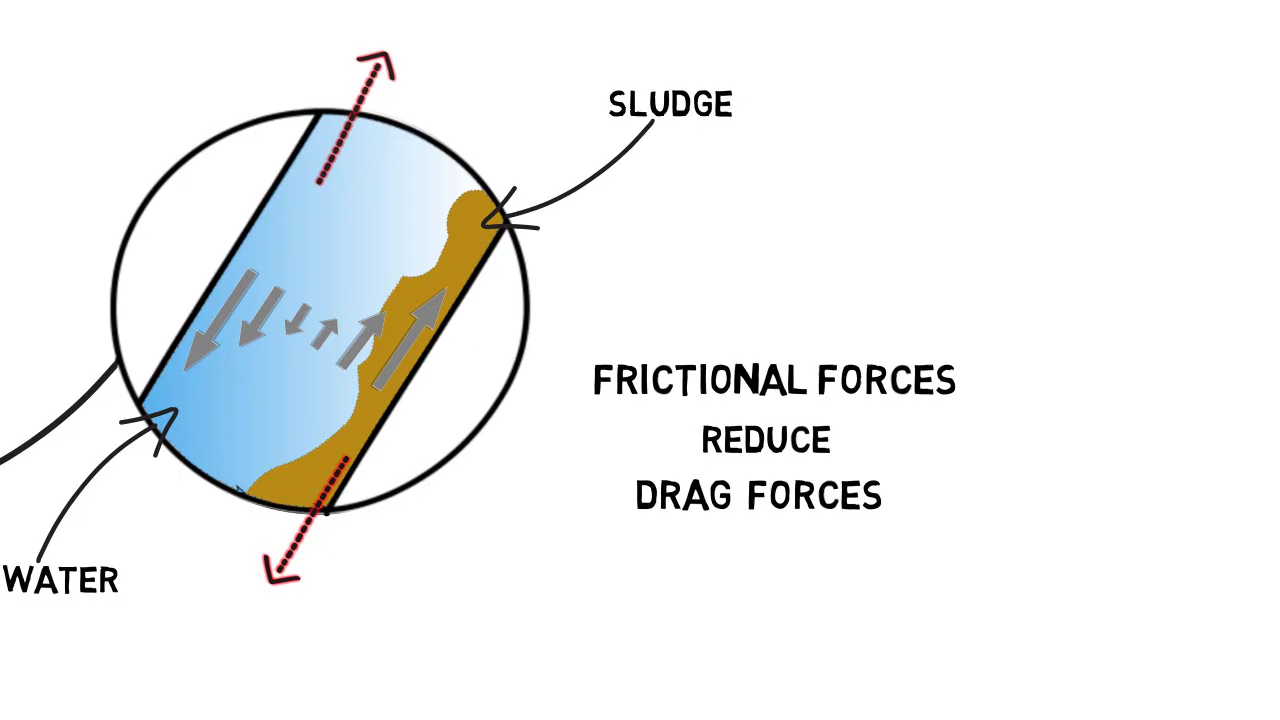 SLUDGE
FRICTIONAL FORCES
REDUCE
DRAG FORCES
WATER